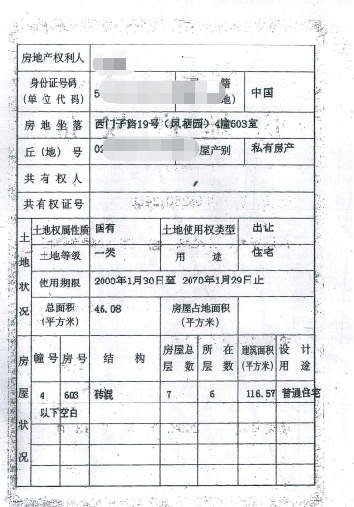 房地产权利人
身份证号码
(单位代码) 5 籍 地) 中国
房地坐落 西门子路19号(凤栖园)4幢603室
丘(地)号 02 屋产别 私有房产
共有权人
共有权证号
土地状况
土地权属性质 国有 土地使用权类型 出让
土地等级 一类 用途 住宅
使用期限 2000年1月30日至 2070年1月29日止
总面积
(平方米) 46.08 房屋占地面积
(平方米)
房屋状况
幢号 房号 结构 房屋总层数 所在层数 建筑面积(平方米) 设计用途
4 603 砖混 7 6 116.57 普通住宅
以下空白